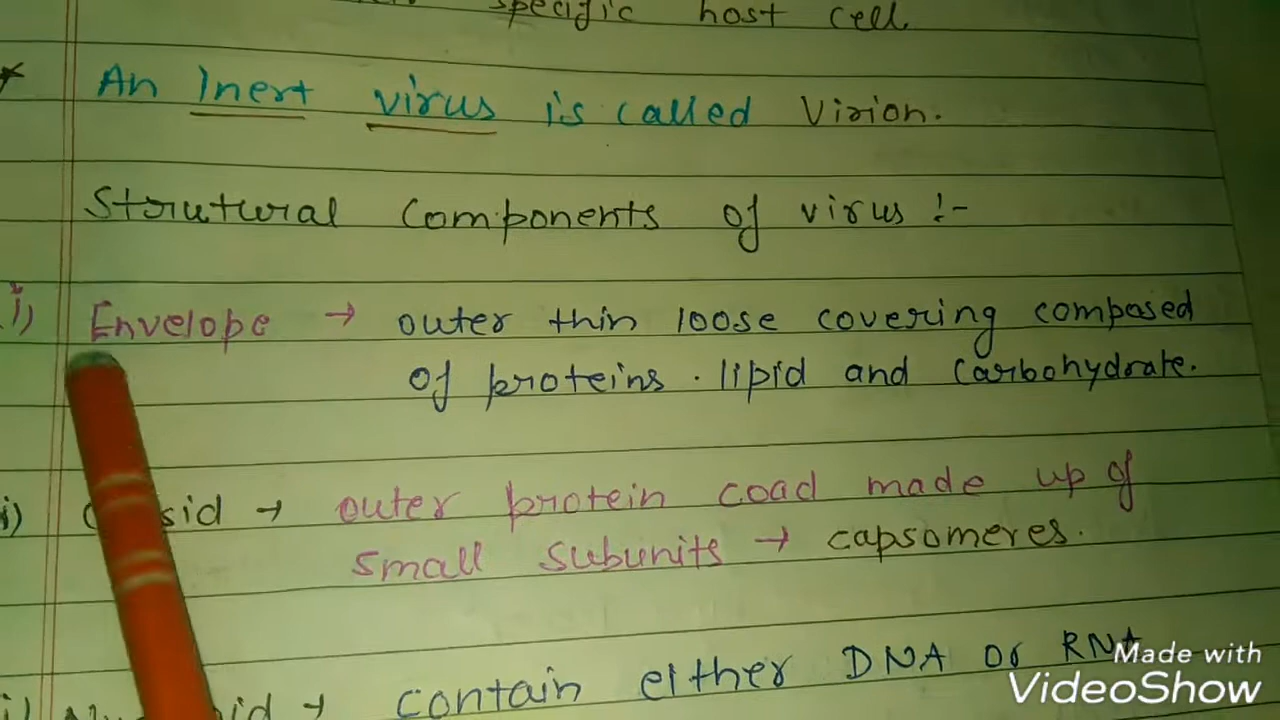 specific host cell
* An Inert virus is called Virion.
Strutural Components of virus :-
i) Envelope → outer thin loose covering composed
of proteins . lipid and carbohydrate.
outer protein coad made up of
small subunits → capsomeres.
→ contain either DNA or RNA
Made with
VideoShow